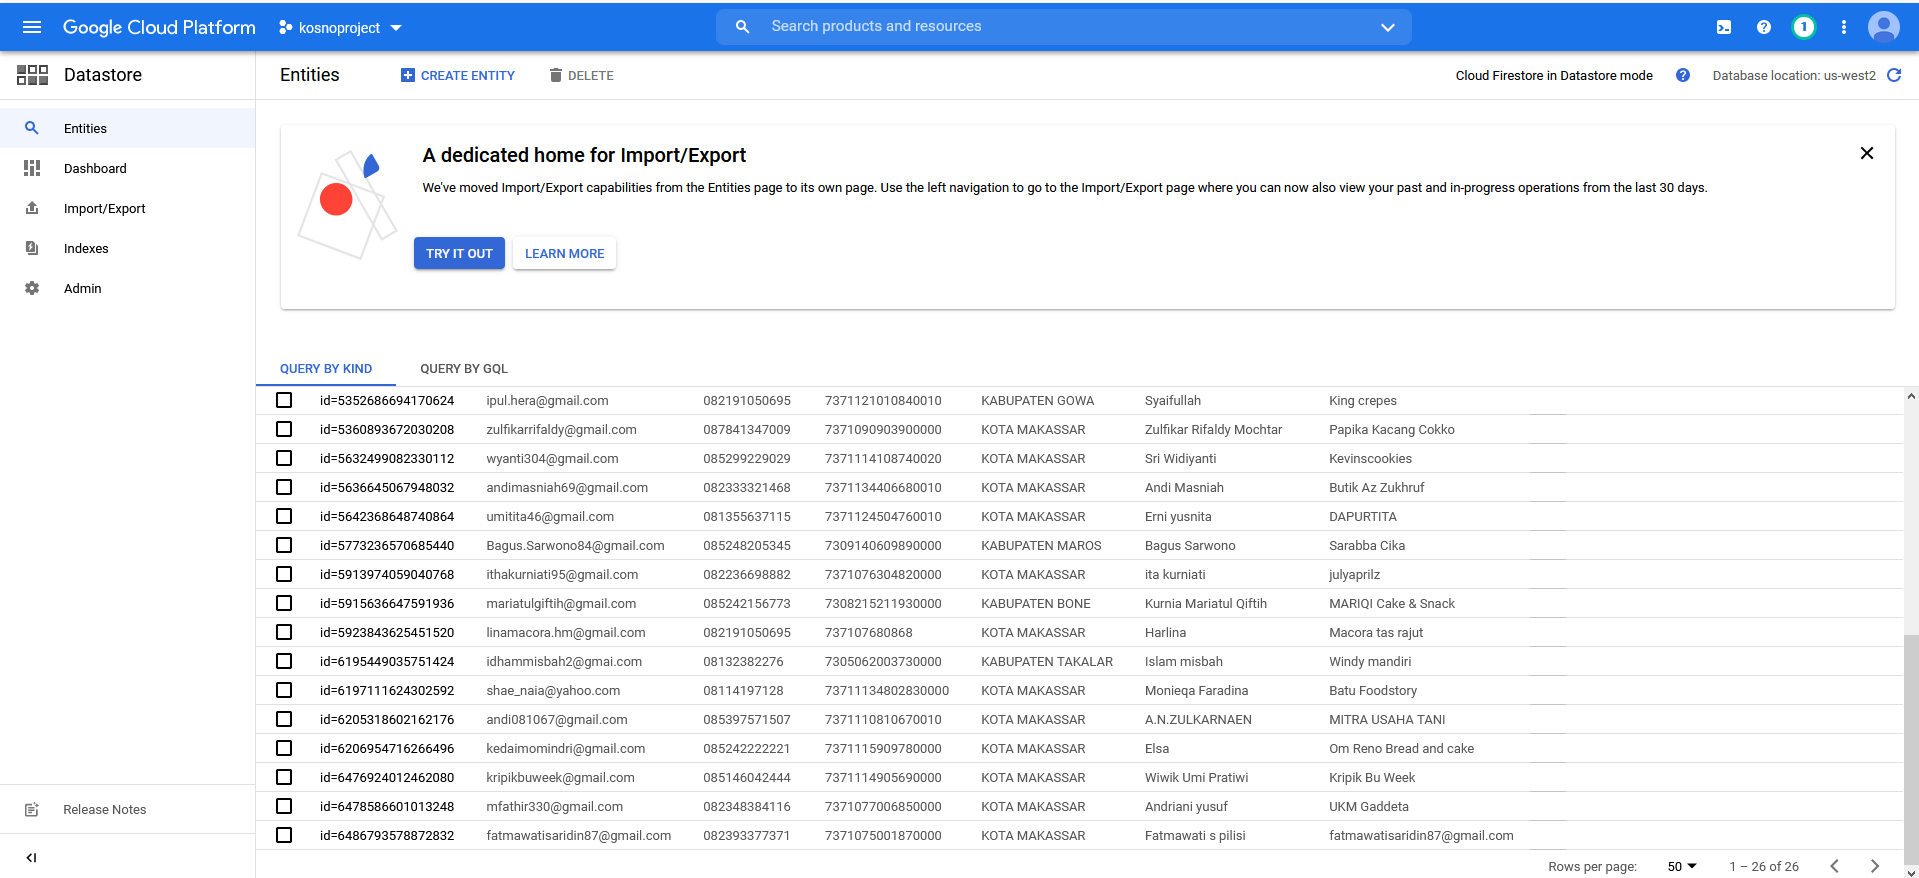 Google Cloud Platform kosnoproject Search products and resources 1
Datastore Entities CREATE ENTITY DELETE Cloud Firestore in Datastore mode Database location: us-west2
Entities
Dashboard
Import/Export
Indexes
Admin
Release Notes
A dedicated home for Import/Export
We've moved Import/Export capabilities from the Entities page to its own page. Use the left navigation to go to the Import/Export page where you can now also view your past and in-progress operations from the last 30 days.
TRY IT OUT LEARN MORE
QUERY BY KIND QUERY BY GQL
id=5352686694170624 ipul.hera@gmail.com 082191050695 7371121010840010 KABUPATEN GOWA Syaifullah King crepes
id=5360893672030208 zulfikarrifaldy@gmail.com 087841347009 7371090903900000 KOTA MAKASSAR Zulfikar Rifaldy Mochtar Papika Kacang Cokko
id=5632499082330112 wyanti304@gmail.com 085299229029 7371114108740020 KOTA MAKASSAR Sri Widiyanti Kevinscookies
id=5636645067948032 andimasniah69@gmail.com 082333321468 7371134406680010 KOTA MAKASSAR Andi Masniah Butik Az Zukhruf
id=5642368648740864 umitita46@gmail.com 081355637115 7371124504760010 KOTA MAKASSAR Erni yusnita DAPURTITA
id=5773236570685440 Bagus.Sarwono84@gmail.com 085248205345 7309140609890000 KABUPATEN MAROS Bagus Sarwono Sarabba Cika
id=5913974059040768 ithakurniati95@gmail.com 082236698882 7371076304820000 KOTA MAKASSAR ita kurniati julyaprilz
id=5915636647591936 mariatulgiftih@gmail.com 085242156773 7308215211930000 KABUPATEN BONE Kurnia Mariatul Qiftih MARIQI Cake & Snack
id=5923843625451520 linamacora.hm@gmail.com 082191050695 737107680868 KOTA MAKASSAR Harlina Macora tas rajut
id=6195449035751424 idhammisbah2@gmai.com 08132382276 7305062003730000 KABUPATEN TAKALAR Islam misbah Windy mandiri
id=6197111624302592 shae_naia@yahoo.com 08114197128 73711134802830000 KOTA MAKASSAR Monieqa Faradina Batu Foodstory
id=6205318602162176 andi081067@gmail.com 085397571507 7371110810670010 KOTA MAKASSAR A.N.ZULKARNAEN MITRA USAHA TANI
id=6206954716266496 kedaimomindri@gmail.com 085242222221 7371115909780000 KOTA MAKASSAR Elsa Om Reno Bread and cake
id=6476924012462080 kripikbuweek@gmail.com 085146042444 7371114905690000 KOTA MAKASSAR Wiwik Umi Pratiwi Kripik Bu Week
id=6478586601013248 mfathir330@gmail.com 082348384116 7371077006850000 KOTA MAKASSAR Andriani yusuf UKM Gaddeta
id=6486793578872832 fatmawatisaridin87@gmail.com 082393377371 7371075001870000 KOTA MAKASSAR Fatmawati s pilisi fatmawatisaridin87@gmail.com
Rows per page: 50 1 – 26 of 26